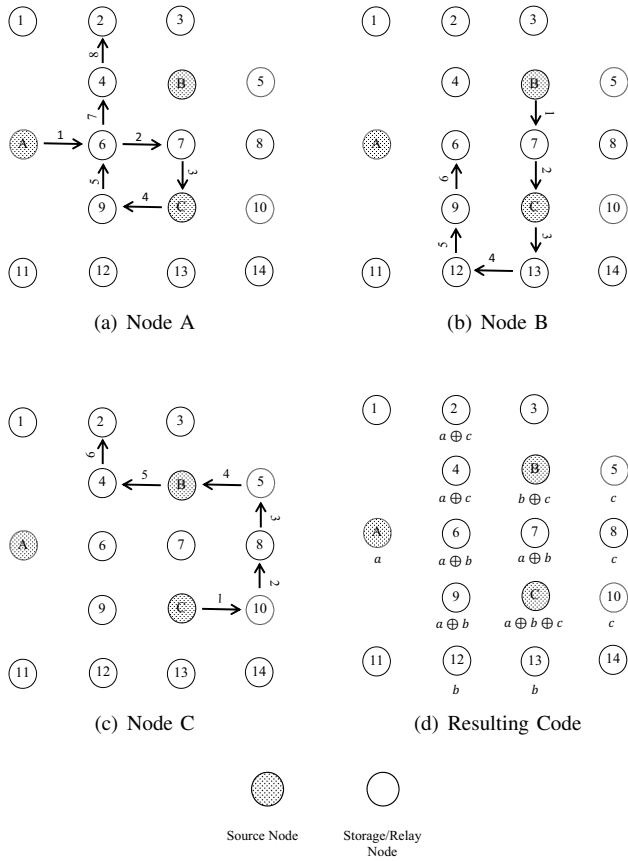 1 2 3
8
4 B 5
7 1
A 6 2 7 8
5 3
9 4 C 10
11 12 13 14
(a) Node A
1 2 3
4 B 5
1
A 6 7 8
6 2
9 C 10
5 3
11 12 4 13 14
(b) Node B
1 2 3
6
4 5 B 4 5
3
A 6 7 8
2
9 C 1 10
11 12 13 14
(c) Node C
1 2 3
a ⊕ c
4 B 5
a ⊕ c b ⊕ c c
A 6 7 8
a a ⊕ b a ⊕ b c
9 C 10
a ⊕ b a ⊕ b ⊕ c c
11 12 13 14
b b
(d) Resulting Code
Source Node
Storage/Relay
Node